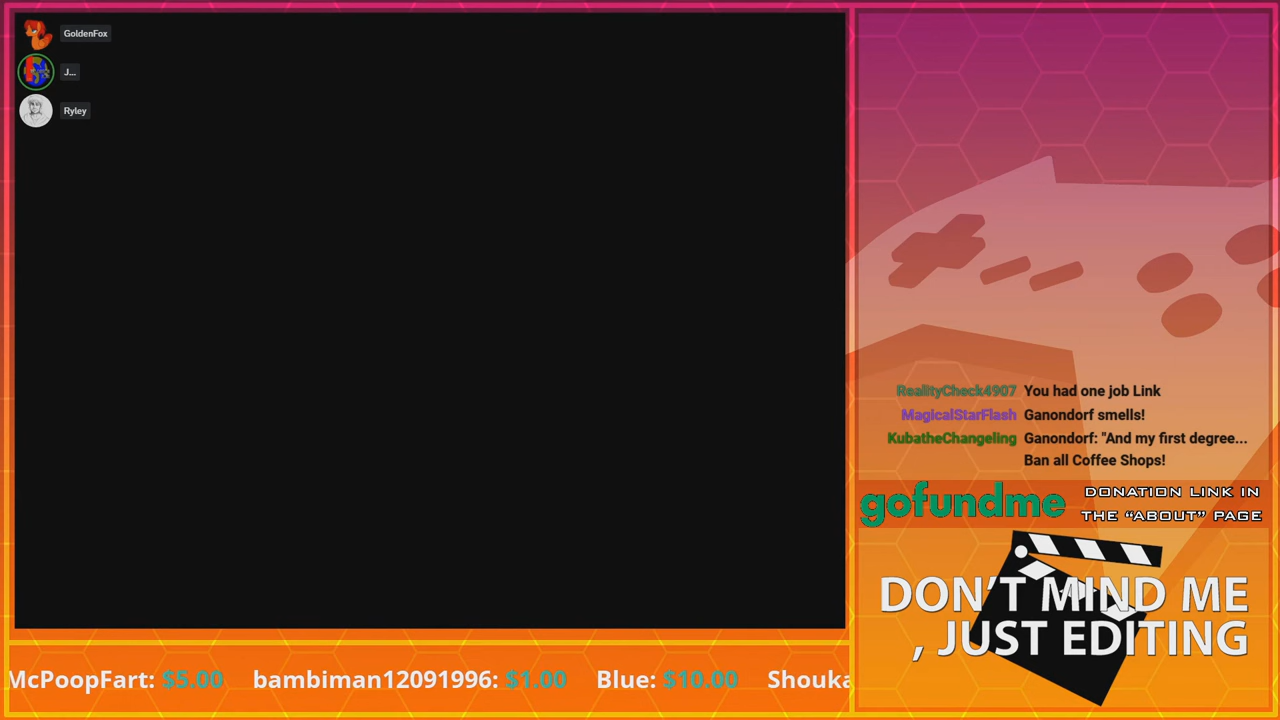 GoldenFox
J...
Ryley
RealityCheck4907 You had one job Link
MagicalStarFlash Ganondorf smells!
KubatheChangeling Ganondorf: "And my first degree...
Ban all Coffee Shops!
gofundme
DONATION LINK IN
THE “ABOUT” PAGE
DON'T MIND ME
, JUST EDITING
McPoopFart: $5.00 bambiman12091996: $1.00 Blue: $10.00 Shouka